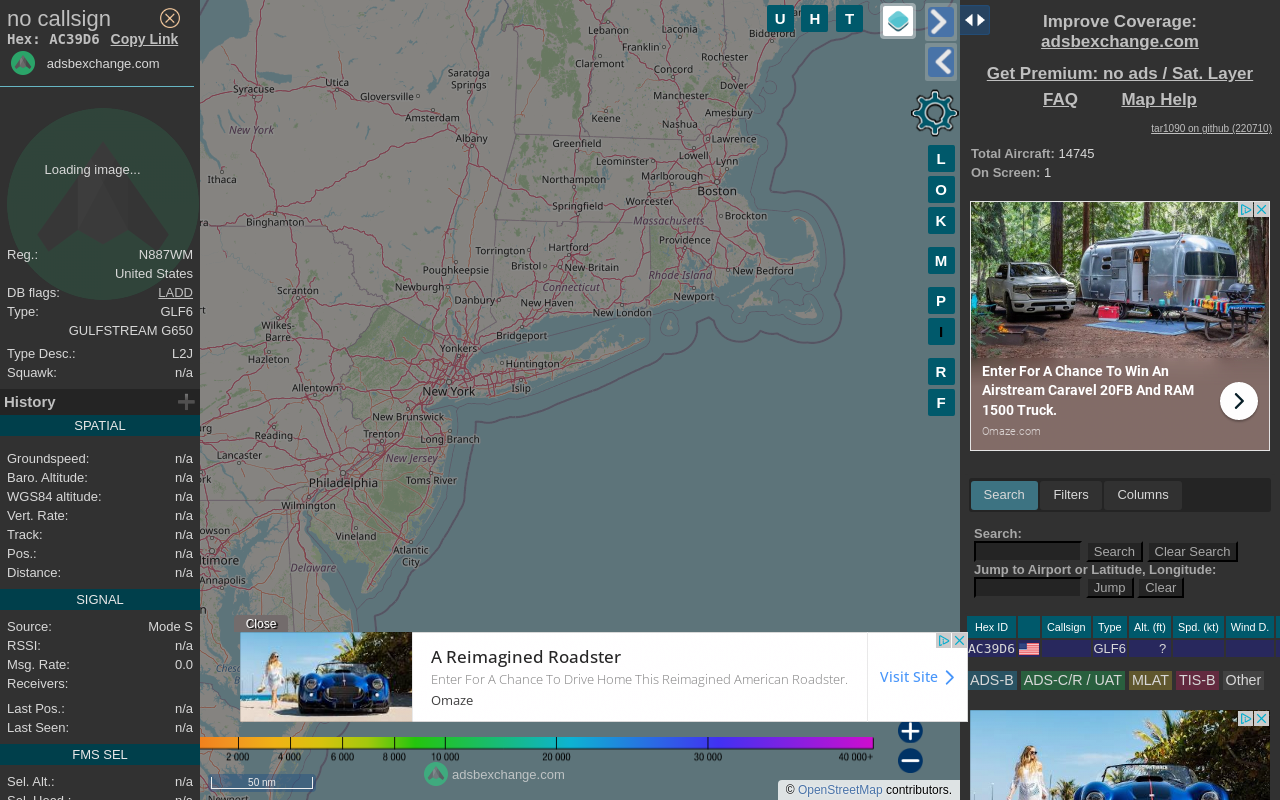 no callsign
Hex: AC39D6 Copy Link
adsbexchange.com
Loading image...
Reg.: N887WM
United States
DB flags: LADD
Type: GLF6
GULFSTREAM G650
Type Desc.: L2J
Squawk: n/a
History
SPATIAL
Groundspeed: n/a
Baro. Altitude: n/a
WGS84 altitude: n/a
Vert. Rate: n/a
Track: n/a
Pos.: n/a
Distance: n/a
SIGNAL
Source: Mode S
RSSI: n/a
Msg. Rate: 0.0
Receivers:
Last Pos.: n/a
Last Seen: n/a
FMS SEL
Sel. Alt.: n/a
U H T
Lebanon
Laconia
Biddeford
Franklin
Claremont
Rochester
Concord
Dover
Saratoga
Springs
Utica
Syracuse
Gloversville
Manchester
Amesbury
Amsterdam
Keene
Nashua
New York
Albany
Lawrence
Greenfield
Lowell
Leominster
Lynn
Ithaca
Northampton
Marlborough
Boston
Worcester
Springfield
Binghamton
Massachusetts
Brockton
Providence
Torrington
Hartford
Bristol
New Britain
Poughkeepsie
Rhode Island
New Bedford
Connecticut
Scranton
Danbury
New Haven
Newport
New London
Wilkes-
Barre
Bridgeport
Yonkers
Hazleton
Huntington
Allentown
New York
Islip
New Brunswick
Reading
Trenton
Long Branch
Lancaster
New Jersey
Philadelphia
Toms River
Wilmington
Vineland
Atlantic
City
Delaware
Annapolis
L
O
K
M
P
I
R
F
Close
A Reimagined Roadster
Enter For A Chance To Drive Home This Reimagined American Roadster.
Omaze
Visit Site
2 000 4 000 6 000 8 000 10 000 20 000 30 000 40 000+
adsbexchange.com
50 nm
© OpenStreetMap contributors.
Improve Coverage:
adsbexchange.com
Get Premium: no ads / Sat. Layer
FAQ Map Help
tar1090 on github (220710)
Total Aircraft: 14745
On Screen: 1
Enter For A Chance To Win An
Airstream Caravel 20FB And RAM
1500 Truck.
Omaze.com
Search Filters Columns
Search:
Search Clear Search
Jump to Airport or Latitude, Longitude:
Jump Clear
Hex ID Callsign Type Alt. (ft) Spd. (kt) Wind D.
AC39D6 GLF6 ?
ADS-B ADS-C/R / UAT MLAT TIS-B Other